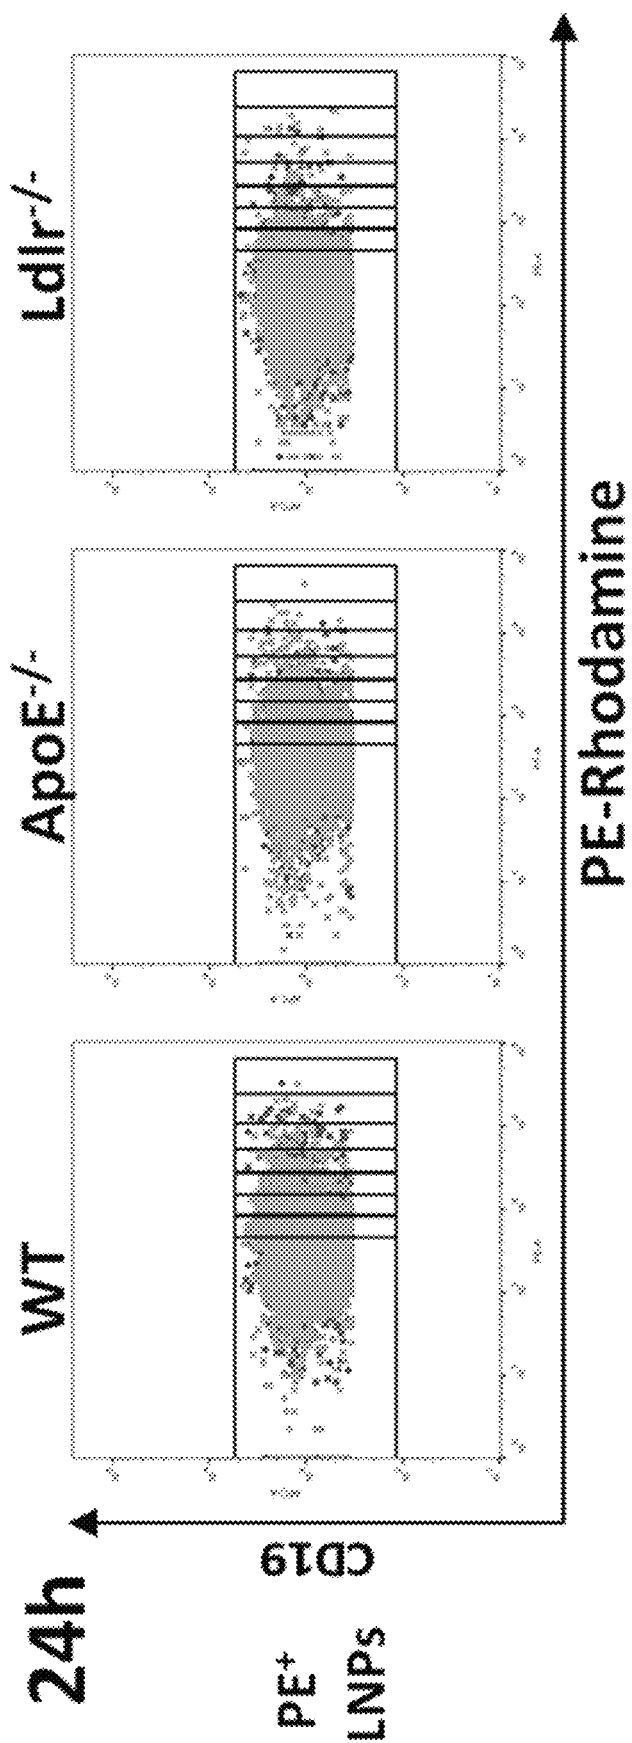 24h
WT
ApoE-/-
Ldlr-/-
PE+
LNPs
CD19
PE-Rhodamine